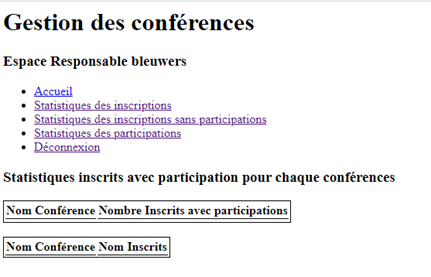 Gestion des conférences
Espace Responsable bleuwers
Accueil
Statistiques des inscriptions
Statistiques des inscriptions sans participations
Statistiques des participations
Déconnexion
Statistiques inscrits avec participation pour chaque conférences
Nom Conférence Nombre Inscrits avec participations
Nom Conférence Nom Inscrits